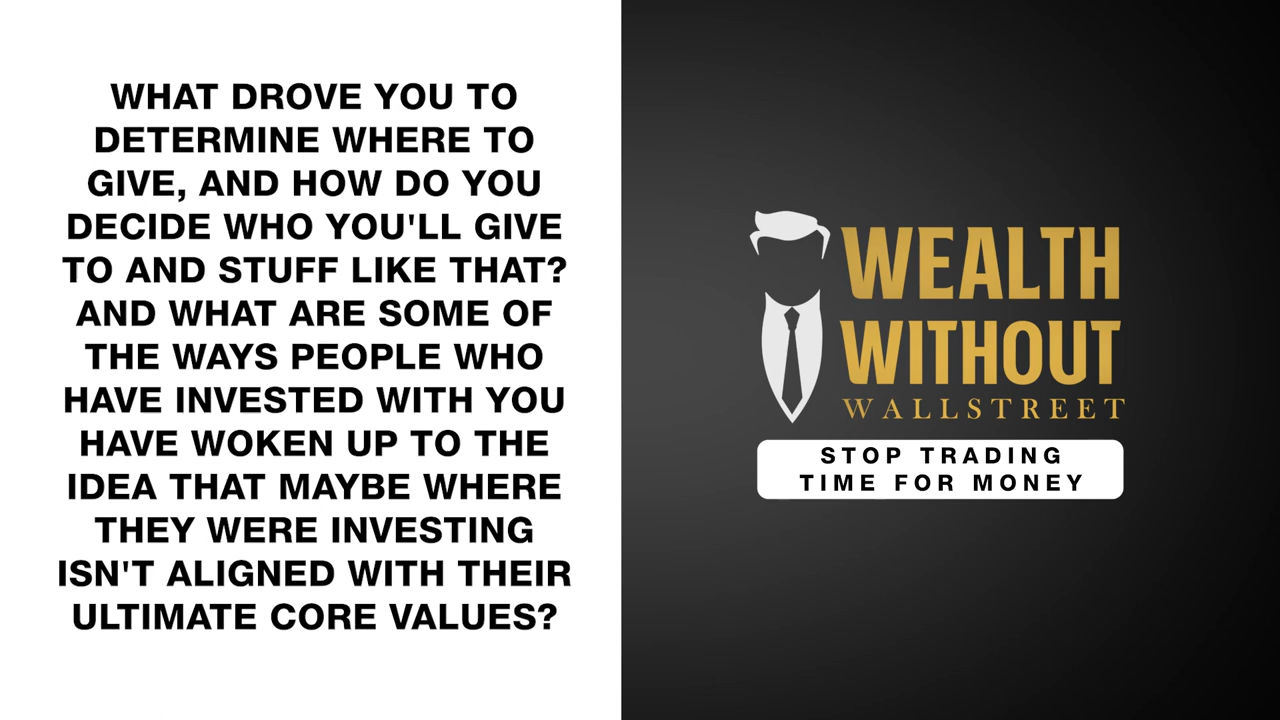 WHAT DROVE YOU TO
DETERMINE WHERE TO
GIVE, AND HOW DO YOU
DECIDE WHO YOU'LL GIVE
TO AND STUFF LIKE THAT?
AND WHAT ARE SOME OF
THE WAYS PEOPLE WHO
HAVE INVESTED WITH YOU
HAVE WOKEN UP TO THE
IDEA THAT MAYBE WHERE
THEY WERE INVESTING
ISN'T ALIGNED WITH THEIR
ULTIMATE CORE VALUES?
WEALTH
WITHOUT
WALLSTREET
STOP TRADING
TIME FOR MONEY